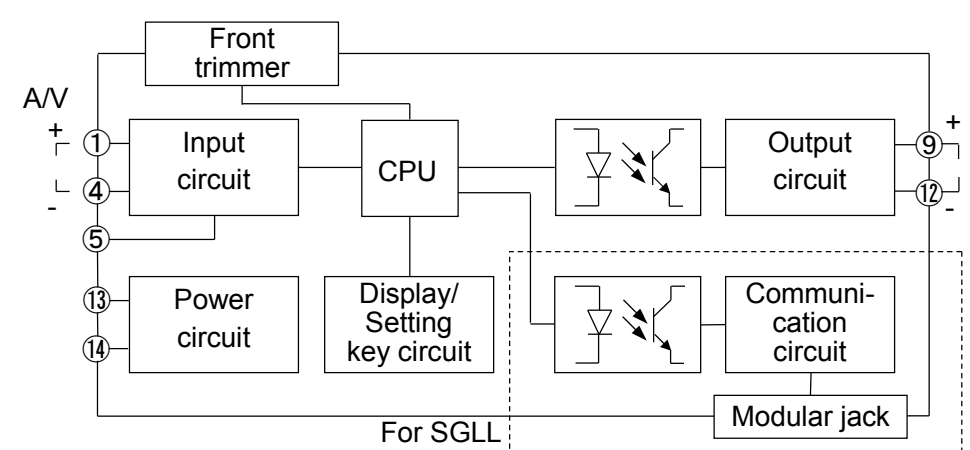 Front
trimmer
A/V
+
①
④
-
⑤
Input
circuit
CPU
Output
circuit
+
⑨
⑫
-
⑬
⑭
Power
circuit
Display/
Setting
key circuit
Communi-
cation
circuit
Modular jack
For SGLL